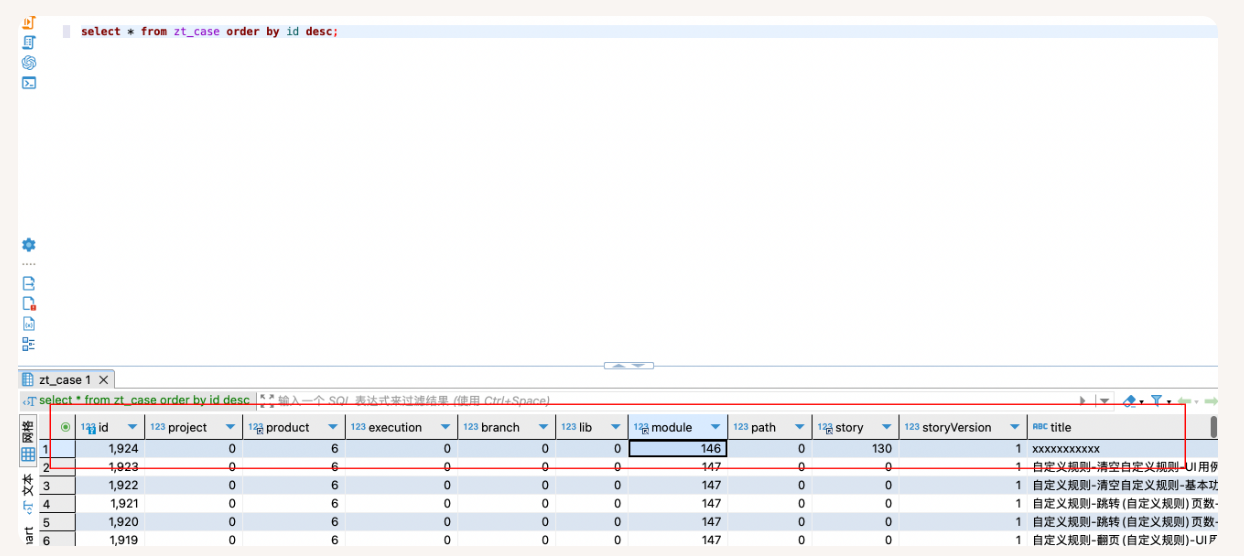 select * from zt_case order by id desc;
zt_case 1
select * from zt_case order by id desc 输入一个 SQL 表达式来过滤结果 (使用 Ctrl+Space)
网格 123 id 123 project 123 product 123 execution 123 branch 123 lib 123 module 123 path 123 story 123 storyVersion ABC title
1 1,924 0 6 0 0 0 146 0 130 1 xxxxxxxxxxx
2 1,923 0 6 0 0 0 147 0 0 1 自定义规则-清空自定义规则-UI用例
3 1,922 0 6 0 0 0 147 0 0 1 自定义规则-清空自定义规则-基本功
文本
4 1,921 0 6 0 0 0 147 0 0 1 自定义规则-跳转(自定义规则)页数-
5 1,920 0 6 0 0 0 147 0 0 1 自定义规则-跳转(自定义规则)页数-
6 1,919 0 6 0 0 0 147 0 0 1 自定义规则-翻页(自定义规则)-UI用